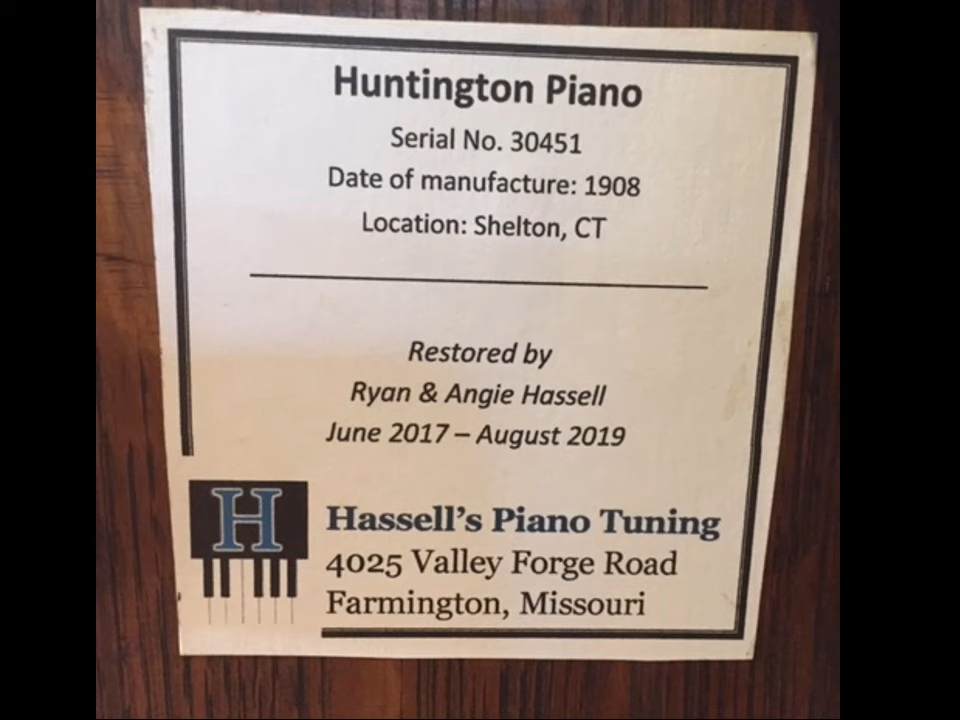 Huntington Piano
Serial No. 30451
Date of manufacture: 1908
Location: Shelton, CT
Restored by
Ryan & Angie Hassell
June 2017 – August 2019
H
Hassell's Piano Tuning
4025 Valley Forge Road
Farmington, Missouri